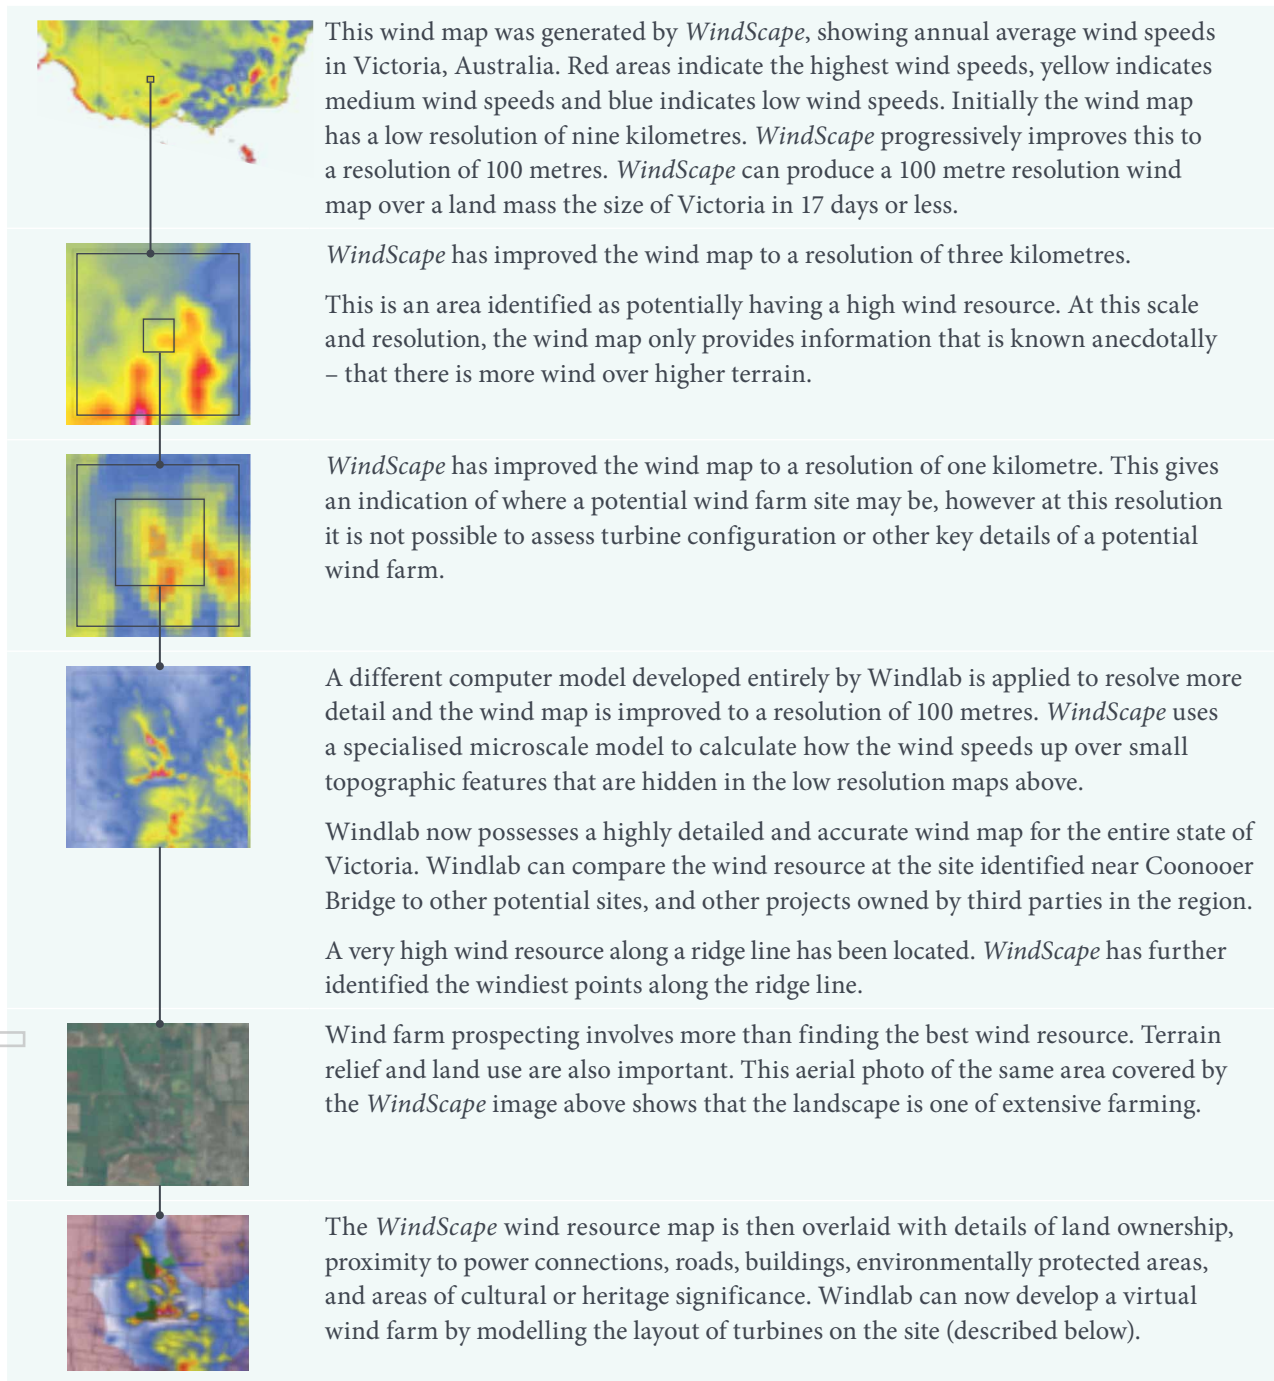 This wind map was generated by WindScape, showing annual average wind speeds
in Victoria, Australia. Red areas indicate the highest wind speeds, yellow indicates
medium wind speeds and blue indicates low wind speeds. Initially the wind map
has a low resolution of nine kilometres. WindScape progressively improves this to
a resolution of 100 metres. WindScape can produce a 100 metre resolution wind
map over a land mass the size of Victoria in 17 days or less.
WindScape has improved the wind map to a resolution of three kilometres.
This is an area identified as potentially having a high wind resource. At this scale
and resolution, the wind map only provides information that is known anecdotally
– that there is more wind over higher terrain.
WindScape has improved the wind map to a resolution of one kilometre. This gives
an indication of where a potential wind farm site may be, however at this resolution
it is not possible to assess turbine configuration or other key details of a potential
wind farm.
A different computer model developed entirely by Windlab is applied to resolve more
detail and the wind map is improved to a resolution of 100 metres. WindScape uses
a specialised microscale model to calculate how the wind speeds up over small
topographic features that are hidden in the low resolution maps above.
Windlab now possesses a highly detailed and accurate wind map for the entire state of
Victoria. Windlab can compare the wind resource at the site identified near Coonooer
Bridge to other potential sites, and other projects owned by third parties in the region.
A very high wind resource along a ridge line has been located. WindScape has further
identified the windiest points along the ridge line.
Wind farm prospecting involves more than finding the best wind resource. Terrain
relief and land use are also important. This aerial photo of the same area covered by
the WindScape image above shows that the landscape is one of extensive farming.
The WindScape wind resource map is then overlaid with details of land ownership,
proximity to power connections, roads, buildings, environmentally protected areas,
and areas of cultural or heritage significance. Windlab can now develop a virtual
wind farm by modelling the layout of turbines on the site (described below).